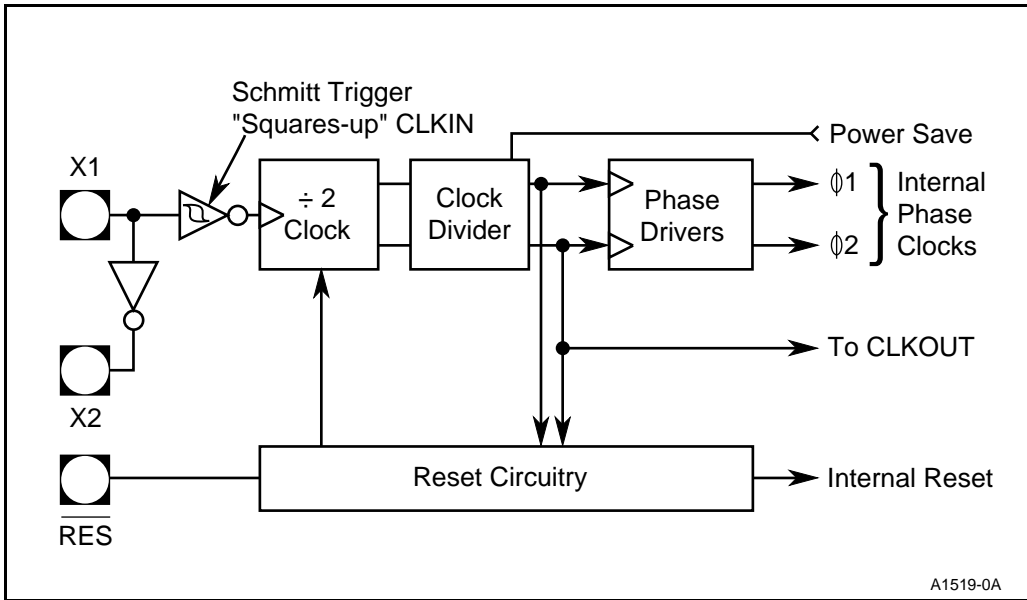 Schmitt Trigger
"Squares-up" CLKIN
X1
÷ 2
Clock
Clock
Divider
Phase
Drivers
Power Save
ϕ1
ϕ2
Internal
Phase
Clocks
To CLKOUT
X2
RES
Reset Circuitry
Internal Reset
A1519-0A